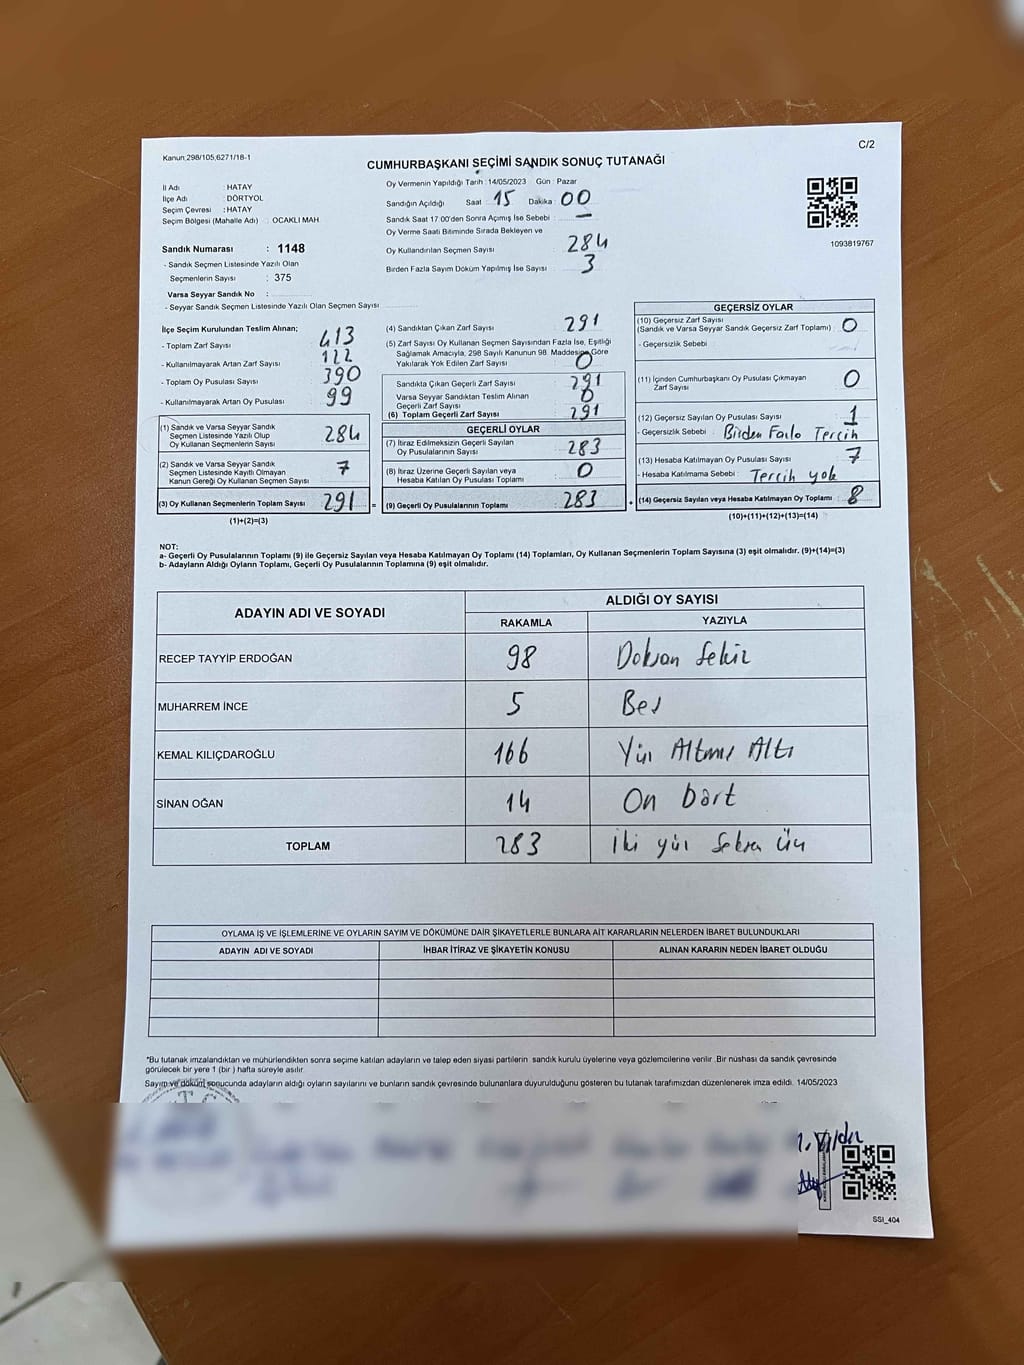 Kanun;298/105,6271/18-1
C/2
CUMHURBAŞKANI SEÇİMİ SANDIK SONUÇ TUTANAĞI
İl Adı : HATAY
İlçe Adı : DÖRTYOL
Seçim Çevresi : HATAY
Seçim Bölgesi (Mahalle Adı) : OCAKLI MAH.
Sandık Numarası : 1148
- Sandık Seçmen Listesinde Yazılı Olan
Seçmenlerin Sayısı : 375
Varsa Seyyar Sandık No :
- Seyyar Sandık Seçmen Listesinde Yazılı Olan Seçmen Sayısı
Oy Vermenin Yapıldığı Tarih :14/05/2023 Gün : Pazar
Sandığın Açıldığı Saat 15 Dakika 00
Sandık Saat 17.00'den Sonra Açımış İse Sebebi : -
Oy Verme Saati Bitiminde Sırada Bekleyen ve
Oy Kullandırılan Seçmen Sayısı 284
Birden Fazla Sayım Döküm Yapılmış İse Sayısı 3
1093819767
İlçe Seçim Kurulundan Teslim Alınan;
- Toplam Zarf Sayısı 413
- Kullanılmayarak Artan Zarf Sayısı 122
- Toplam Oy Pusulası Sayısı 390
- Kullanılmayarak Artan Oy Pusulası 99
(1) Sandık ve Varsa Seyyar Sandık
Seçmen Listesinde Yazılı Olup
Oy Kullanan Seçmenlerin Sayısı 284
(2) Sandık ve Varsa Seyyar Sandık
Seçmen Listesinde Kayıtlı Olmayan
Kanun Gereği Oy Kullanan Seçmen Sayısı 7
(3) Oy Kullanan Seçmenlerin Toplam Sayısı 291 =
(1)+(2)=(3)
(4) Sandıktan Çıkan Zarf Sayısı 291
(5) Zarf Sayısı Oy Kullanan Seçmen Sayısından Fazla İse, Eşitliği
Sağlamak Amacıyla, 298 Sayılı Kanunun 98. Maddesine Göre
Yakılarak Yok Edilen Zarf Sayısı : 0
Sandıkta Çıkan Geçerli Zarf Sayısı 291
Varsa Seyyar Sandıktan Teslim Alınan
Geçerli Zarf Sayısı 0
(6) Toplam Geçerli Zarf Sayısı : 291
GEÇERLİ OYLAR
(7) İtiraz Edilmeksizin Geçerli Sayılan
Oy Pusulalarının Sayısı : 283
(8) İtiraz Üzerine Geçerli Sayılan veya
Hesaba Katılan Oy Pusulası Toplamı : 0
(9) Geçerli Oy Pusulalarının Toplamı : 283 +
GEÇERSİZ OYLAR
(10) Geçersiz Zarf Sayısı
(Sandık ve Varsa Seyyar Sandık Geçersiz Zarf Toplamı) : 0
- Geçersizlik Sebebi :
(11) İçinden Cumhurbaşkanı Oy Pusulası Çıkmayan
Zarf Sayısı : 0
(12) Geçersiz Sayılan Oy Pusulası Sayısı : 1
- Geçersizlik Sebebi : Birden Fazla Tercih
(13) Hesaba Katılmayan Oy Pusulası Sayısı : 7
- Hesaba Katılmama Sebebi : Tercih yok
(14) Geçersiz Sayılan veya Hesaba Katılmayan Oy Toplamı : 8
(10)+(11)+(12)+(13)=(14)
NOT:
a- Geçerli Oy Pusulalarının Toplamı (9) ile Geçersiz Sayılan veya Hesaba Katılmayan Oy Toplamı (14) Toplamları, Oy Kullanan Seçmenlerin Toplam Sayısına (3) eşit olmalıdır. (9)+(14)=(3)
b- Adayların Aldığı Oyların Toplamı, Geçerli Oy Pusulalarının Toplamına (9) eşit olmalıdır.
ADAYIN ADI VE SOYADI
ALDIĞI OY SAYISI
RAKAMLA YAZIYLA
RECEP TAYYİP ERDOĞAN 98 Doksan Sekiz
MUHARREM İNCE 5 Beş
KEMAL KILIÇDAROĞLU 166 Yüz Altmış Altı
SİNAN OĞAN 14 On Dört
TOPLAM 283 İki yüz Seksen Üç
OYLAMA İŞ VE İŞLEMLERİNE VE OYLARIN SAYIM VE DÖKÜMÜNE DAİR ŞİKAYETLERLE BUNLARA AİT KARARLARIN NELERDEN İBARET BULUNDUKLARI
ADAYIN ADI VE SOYADI İHBAR İTİRAZ VE ŞİKAYETİN KONUSU ALINAN KARARIN NEDEN İBARET OLDUĞU
*Bu tutanak imzalandıktan ve mühürlendikten sonra seçime katılan adayların ve talep eden siyasi partilerin sandık kurulu üyelerine veya gözlemcilerine verilir. Bir nüshası da sandık çevresinde
görülecek bir yere 1 (bir ) hafta süreyle asılır.
Sayım ve döküm sonucunda adayların aldığı oyların sayılarını ve bunların sandık çevresinde bulunanlara duyurulduğunu gösteren bu tutanak tarafımızdan düzenlenerek imza edildi. 14/05/2023
T.C.
SSI_404